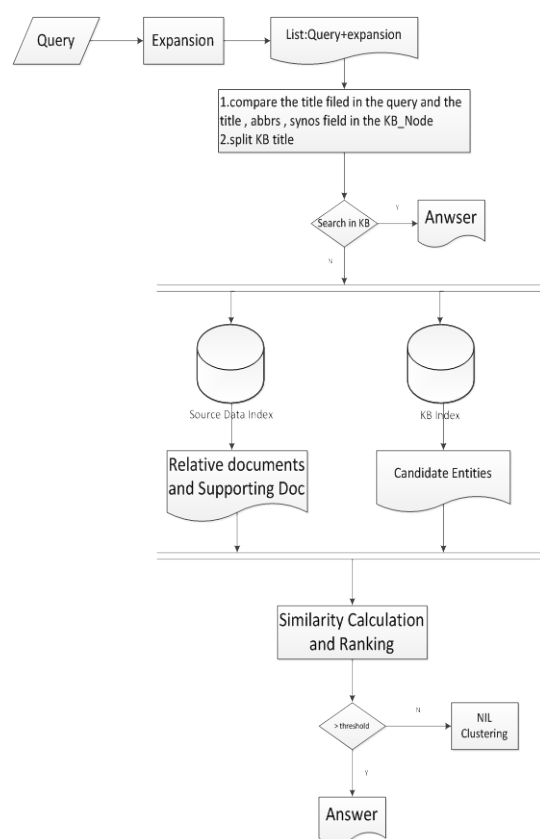 Query
Expansion
List:Query+expansion
1.compare the title filed in the query and the
title , abbrs , synos field in the KB_Node
2.split KB title
Search in KB
Y
Anwser
N
Source Data Index
KB Index
Relative documents
and Supporting Doc
Candidate Entities
Similarity Calculation
and Ranking
> threshold
N
NIL
Clustering
Y
Answer